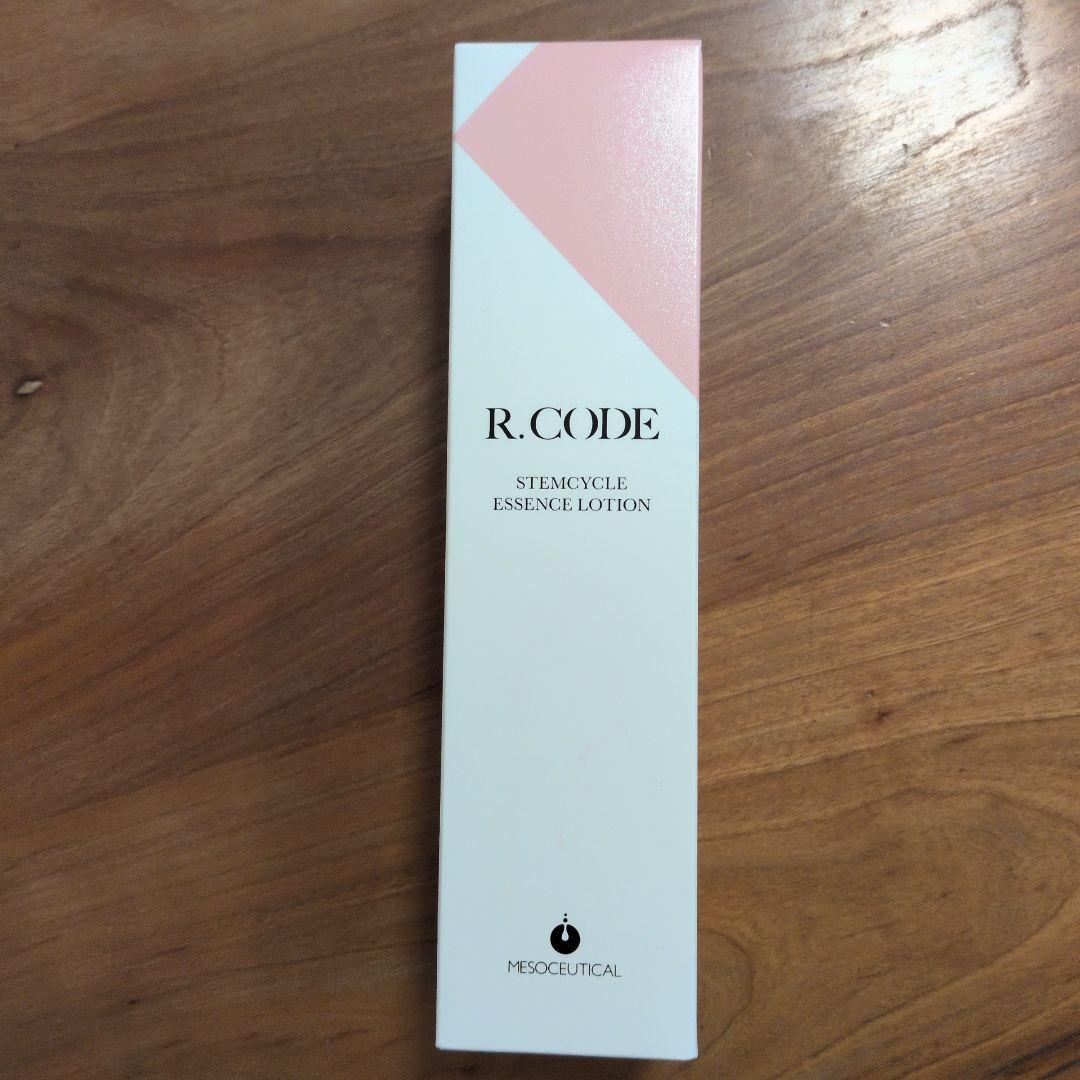 R.CODE
STEMCYCLE
ESSENCE LOTION
MESOCEUTICAL